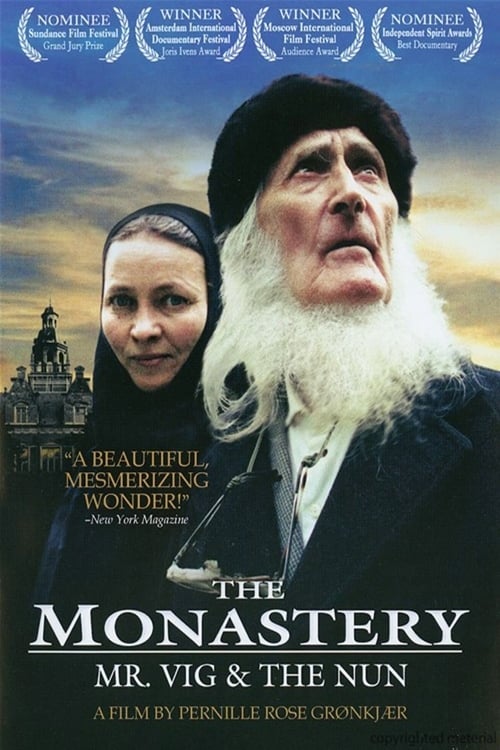 NOMINEE
Sundance Film Festival
Grand Jury Prize
WINNER
Amsterdam International
Documentary Festival
Joris Ivens Award
WINNER
Moscow International
Film Festival
Audience Award
NOMINEE
Independent Spirit Awards
Best Documentary
"A BEAUTIFUL,
MESMERIZING
WONDER!"
–New York Magazine
THE
MONASTERY
MR. VIG & THE NUN
A FILM BY PERNILLE ROSE GRØNKJÆR
copyrighted material